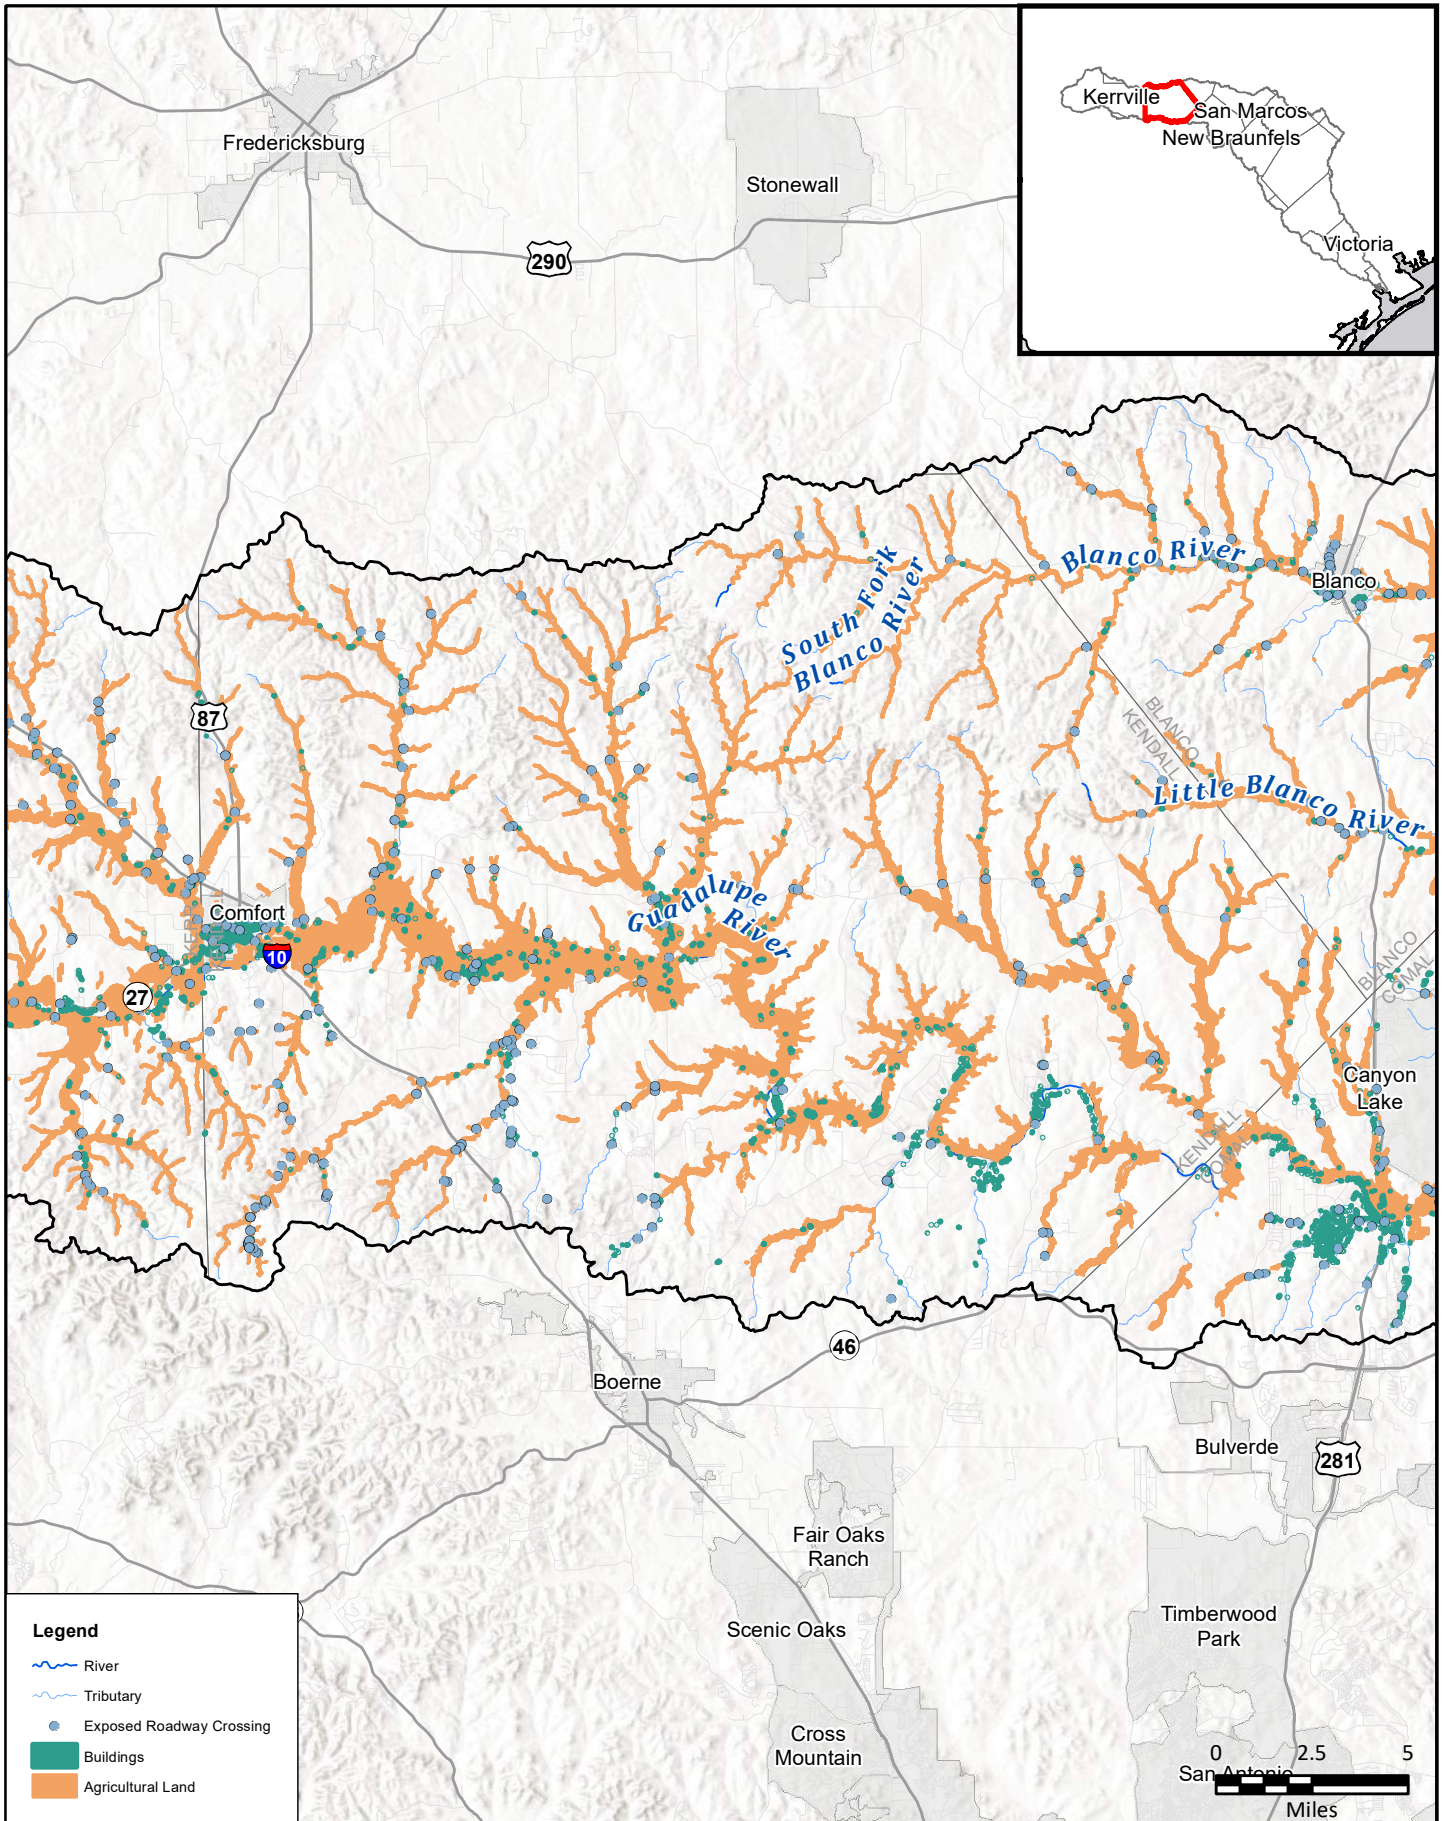 Kerrville
San Marcos
New Braunfels
Victoria
Fredericksburg
Stonewall
290
Blanco River
South Fork
Blanco River
Blanco
87
BLANCO
KENDALL
Little Blanco River
Guadalupe
River
Comfort
KENDALL
10
27
BLANCO
COMAL
Canyon
Lake
KENDALL
COMAL
46
Boerne
Bulverde
281
Fair Oaks
Ranch
Scenic Oaks
Timberwood
Park
Cross
Mountain
San Antonio
Legend
River
Tributary
Exposed Roadway Crossing
Buildings
Agricultural Land
0 2.5 5
Miles